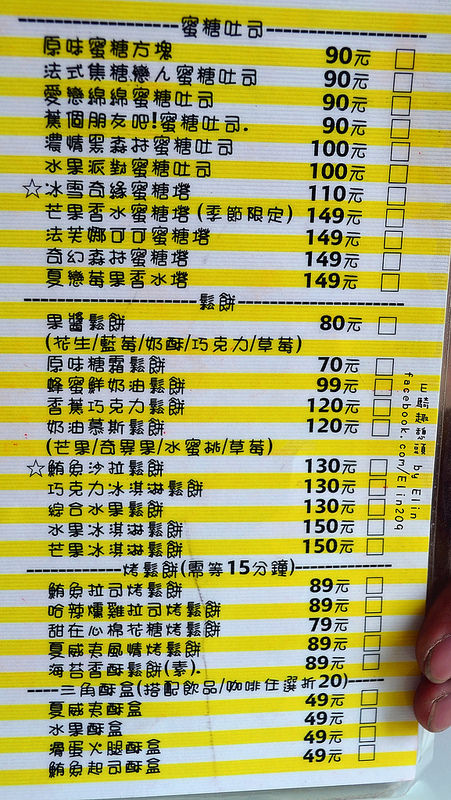 蜜糖吐司
原味蜜糖方塊 90元
法式焦糖戀ん蜜糖吐司 90元
愛戀綿綿蜜糖吐司 90元
蕉個朋友吧!蜜糖吐司. 90元
濃情黑森林蜜糖吐司 100元
水果派對蜜糖吐司 100元
☆冰雪奇緣蜜糖塔 110元
芒果香水蜜糖塔(季節限定) 149元
法芙娜可可蜜糖塔 149元
奇幻森林蜜糖塔 149元
夏戀莓果香水塔 149元
鬆餅
果醬鬆餅 80元
(花生/藍莓/奶酥/巧克力/草莓)
原味糖霜鬆餅 70元
蜂蜜鮮奶油鬆餅 99元
香蕉巧克力鬆餅 120元
奶油慕斯鬆餅 120元
(芒果/奇異果/水蜜桃/草莓)
☆鮪魚沙拉鬆餅 130元
巧克力冰淇淋鬆餅 130元
綜合水果鬆餅 130元
水果冰淇淋鬆餅 150元
芒果冰淇淋鬆餅 150元
烤鬆餅(需等15分鐘)
鮪魚拉司烤鬆餅 89元
哈辣燻雞拉司烤鬆餅 89元
甜在心棉花糖烤鬆餅 79元
夏威夷風情烤鬆餅 89元
海苔香酥鬆餅(素). 89元
三角酥盒(搭配飲品/咖啡任選折20)
夏威夷酥盒 49元
水果酥盒 49元
滑蛋火腿酥盒 49元
鮪魚起司酥盒 49元
by Elin
facebook.com/Elin209